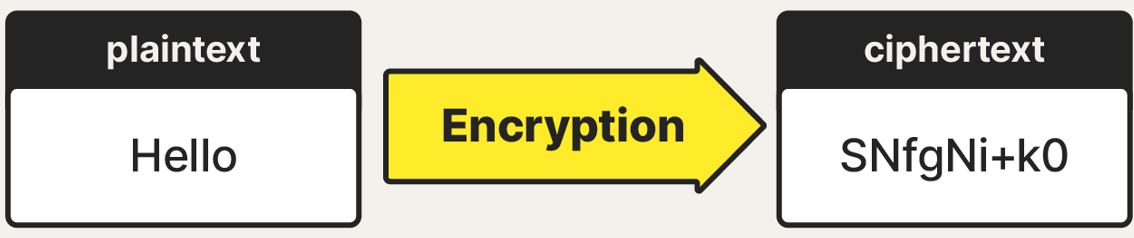 plaintext
Hello
Encryption
ciphertext
SNfgNi+k0